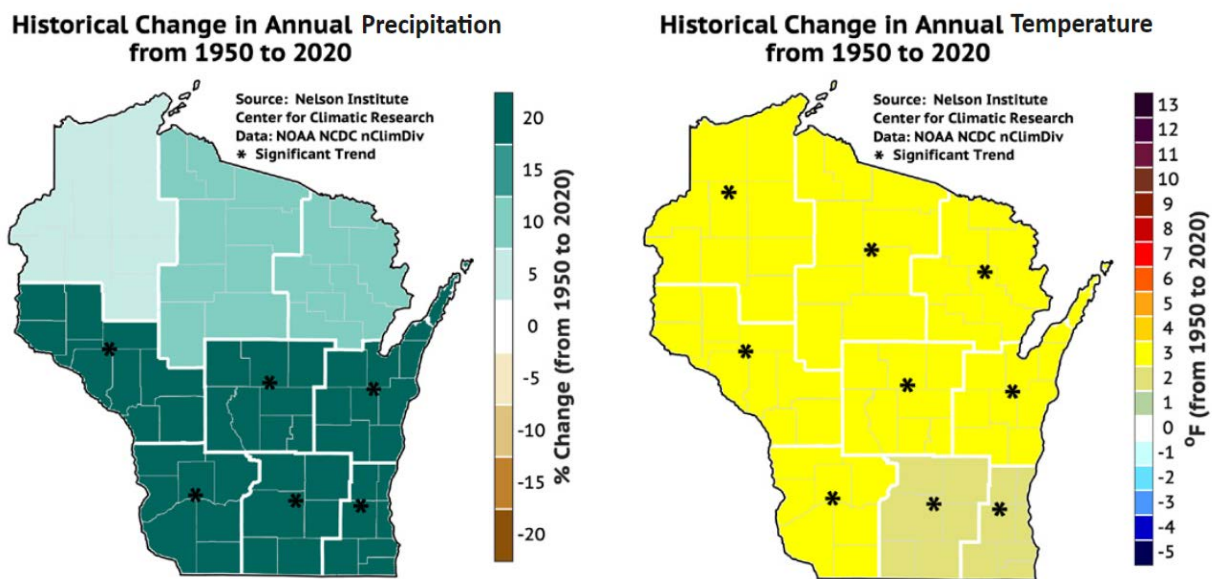 Historical Change in Annual Precipitation
from 1950 to 2020
Source: Nelson Institute
Center for Climatic Research
Data: NOAA NCDC nClimDiv
* Significant Trend
20
15
10
5
0
-5
-10
-15
-20
% Change (from 1950 to 2020)
Historical Change in Annual Temperature
from 1950 to 2020
Source: Nelson Institute
Center for Climatic Research
Data: NOAA NCDC nClimDiv
* Significant Trend
13
12
11
10
9
8
7
6
5
4
3
2
1
0
-1
-2
-3
-4
-5
ºF (from 1950 to 2020)